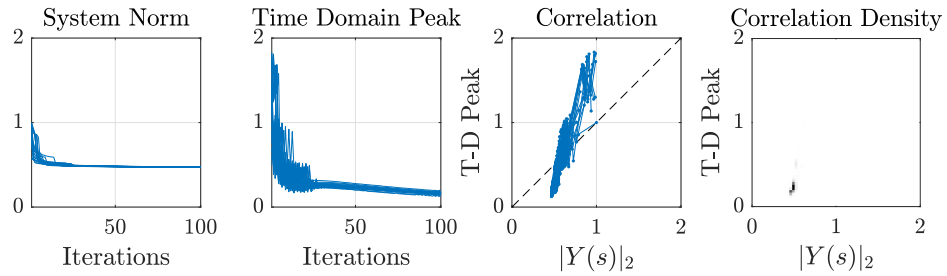 System Norm
2
1
0
50
100
Iterations
Time Domain Peak
2
1
0
50
100
Iterations
Correlation
T-D Peak
2
1
0
0
1
2
|Y(s)|₂
Correlation Density
T-D Peak
2
1
0
0
1
2
|Y(s)|₂